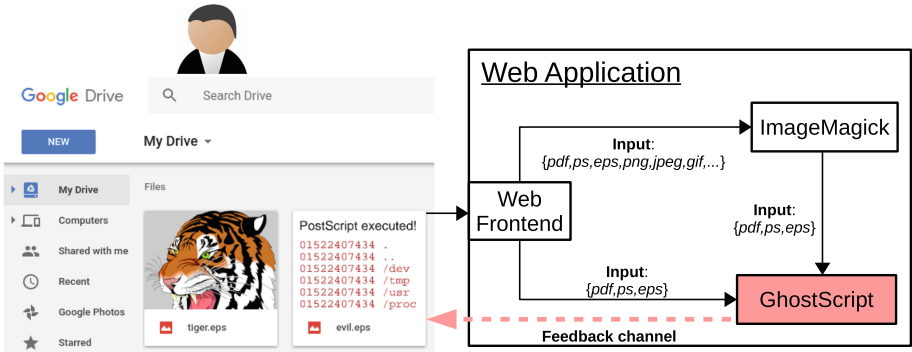 Google Drive
Search Drive
NEW
My Drive
My Drive
Computers
Shared with me
Recent
Google Photos
Starred
Files
tiger.eps
PostScript executed!
01522407434 .
01522407434 ..
01522407434 /dev
01522407434 /tmp
01522407434 /usr
01522407434 /proc
evil.eps
Web Application
Web
Frontend
Input:
{pdf,ps,eps,png,jpeg,gif,...}
ImageMagick
Input:
{pdf,ps,eps}
Input:
{pdf,ps,eps}
GhostScript
Feedback channel